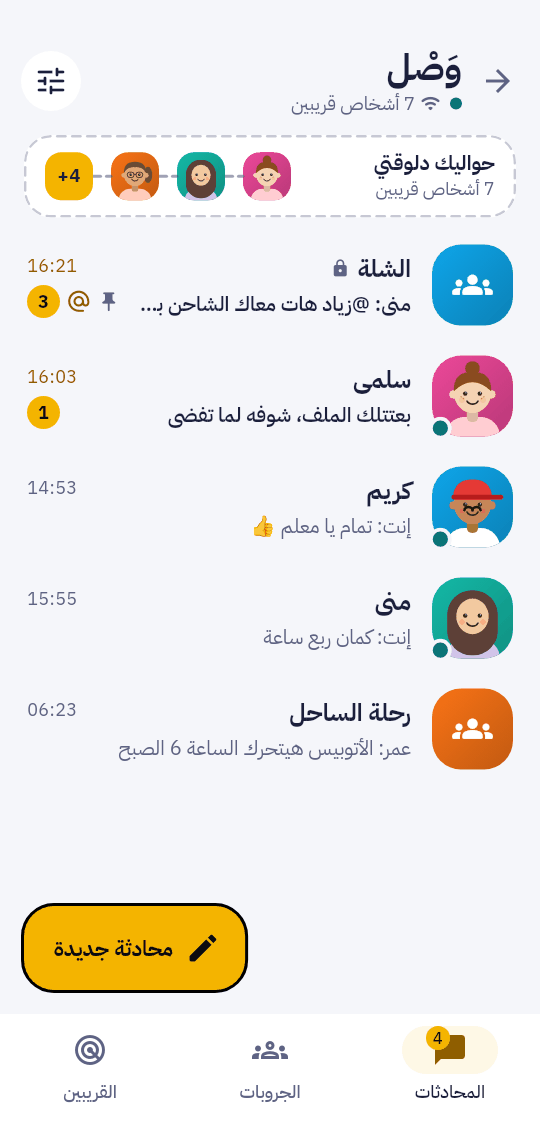 وَصْل
7 أشخاص قريبين
حواليك دلوقتي
7 أشخاص قريبين
+4
الشلة
16:21
منى: @زياد هات معاك الشاحن بـ...
3
سلمى
16:03
بعتتلك الملف، شوفه لما تفضى
1
كريم
14:53
إنت: تمام يا معلم 👍
منى
15:55
إنت: كمان ربع ساعة
رحلة الساحل
06:23
عمر: الأتوبيس هيتحرك الساعة 6 الصبح
محادثة جديدة
4
المحادثات
الجروبات
القريبين